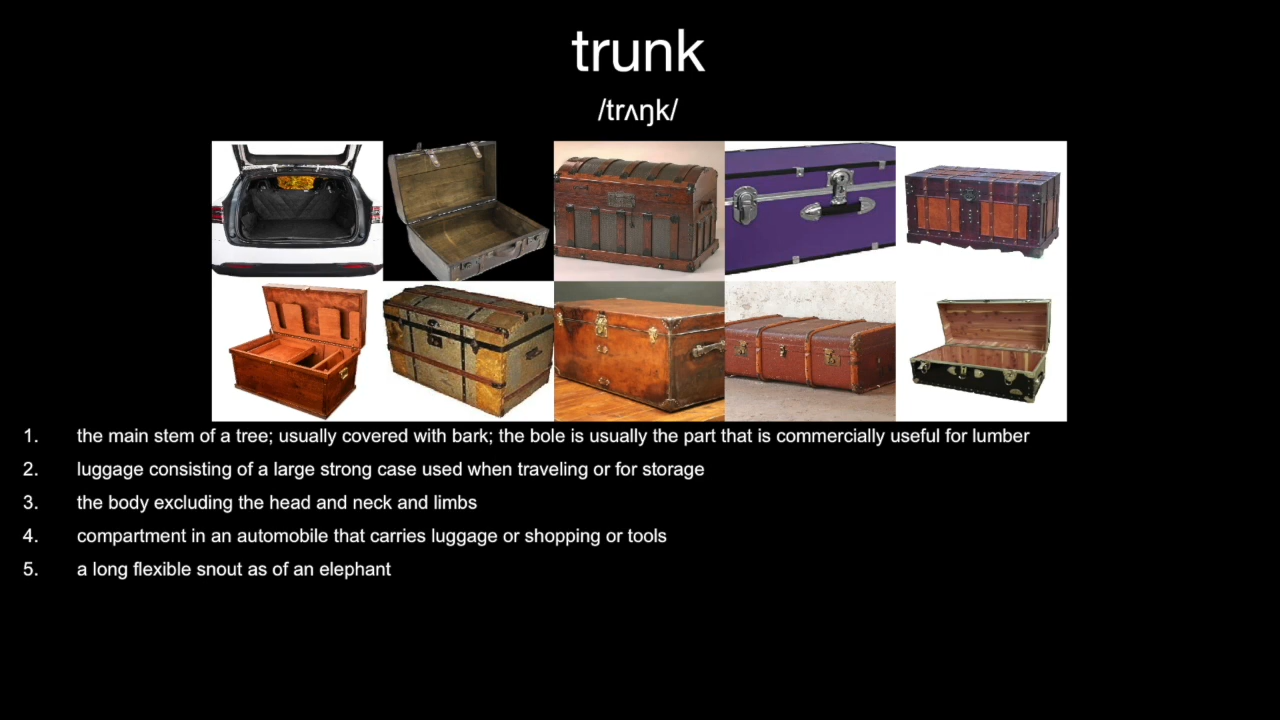 trunk
/trʌŋk/
1. the main stem of a tree; usually covered with bark; the bole is usually the part that is commercially useful for lumber
2. luggage consisting of a large strong case used when traveling or for storage
3. the body excluding the head and neck and limbs
4. compartment in an automobile that carries luggage or shopping or tools
5. a long flexible snout as of an elephant